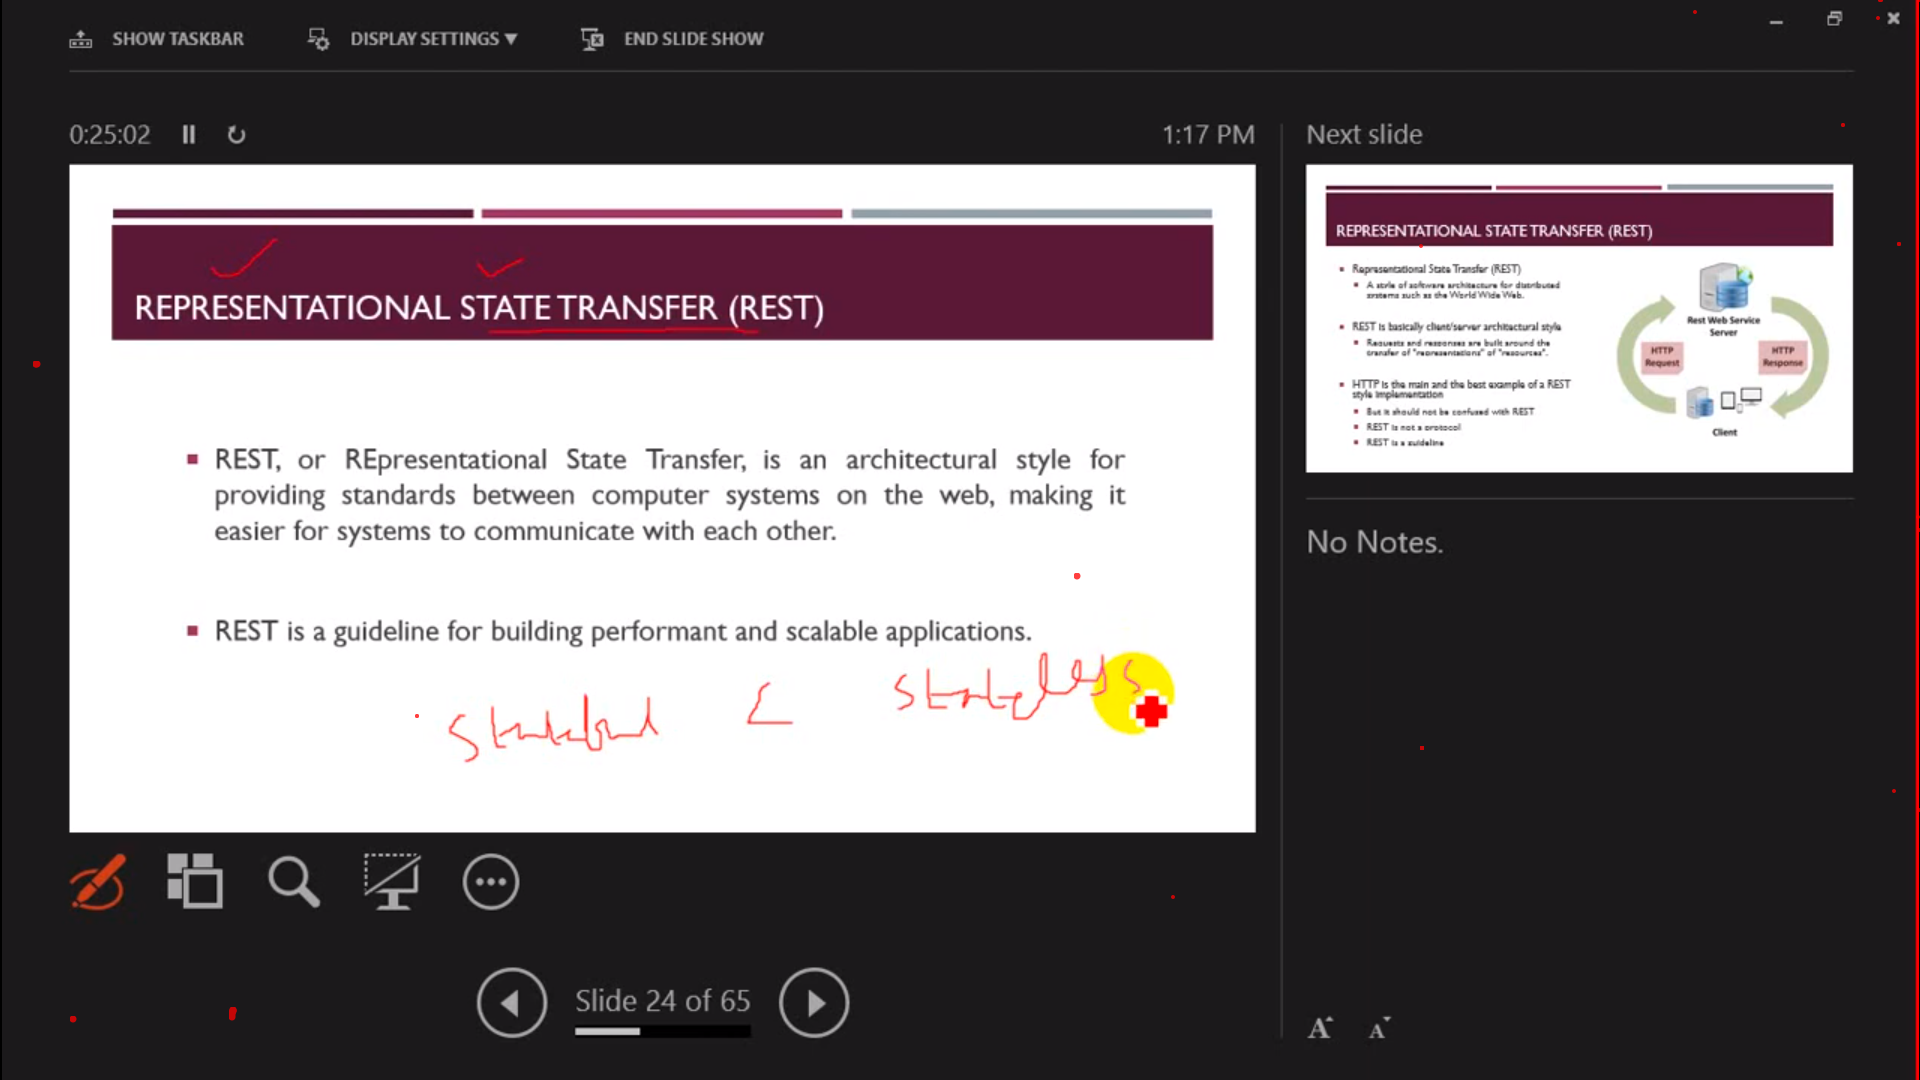 SHOW TASKBAR
DISPLAY SETTINGS
END SLIDE SHOW
0:25:02
1:17 PM
REPRESENTATIONAL STATE TRANSFER (REST)
REST, or REpresentational State Transfer, is an architectural style for
providing standards between computer systems on the web, making it
easier for systems to communicate with each other.
REST is a guideline for building performant and scalable applications.
Stateful < Stateless
Slide 24 of 65
Next slide
REPRESENTATIONAL STATE TRANSFER (REST)
Representational State Transfer (REST)
A style of software architecture for distributed
systems such as the World Wide Web.
REST is basically client/server architectural style
Requests and responses are built around the
transfer of "representations" of "resources".
HTTP is the main and the best example of a REST
style implementation
But it should not be confused with REST
REST is not a protocol
REST is a guideline
Rest Web Service
Server
HTTP
Request
HTTP
Response
Client
No Notes.
A A